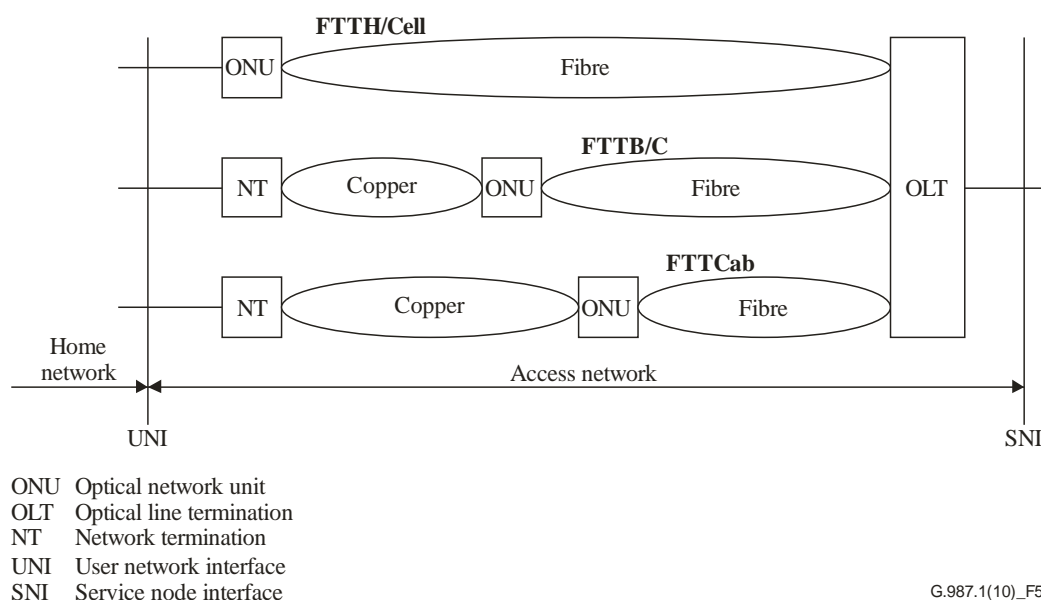 FTTH/Cell
ONU Fibre
FTTB/C
NT Copper ONU Fibre OLT
FTTCab
NT Copper ONU Fibre
Home
network
Access network
UNI SNI
ONU Optical network unit
OLT Optical line termination
NT Network termination
UNI User network interface
SNI Service node interface
G.987.1(10)_F5